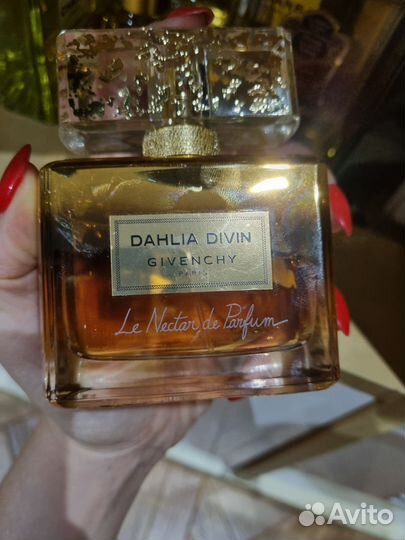 DAHLIA DIVIN
GIVENCHY
PARIS
Le Nectar de Parfum
Avito